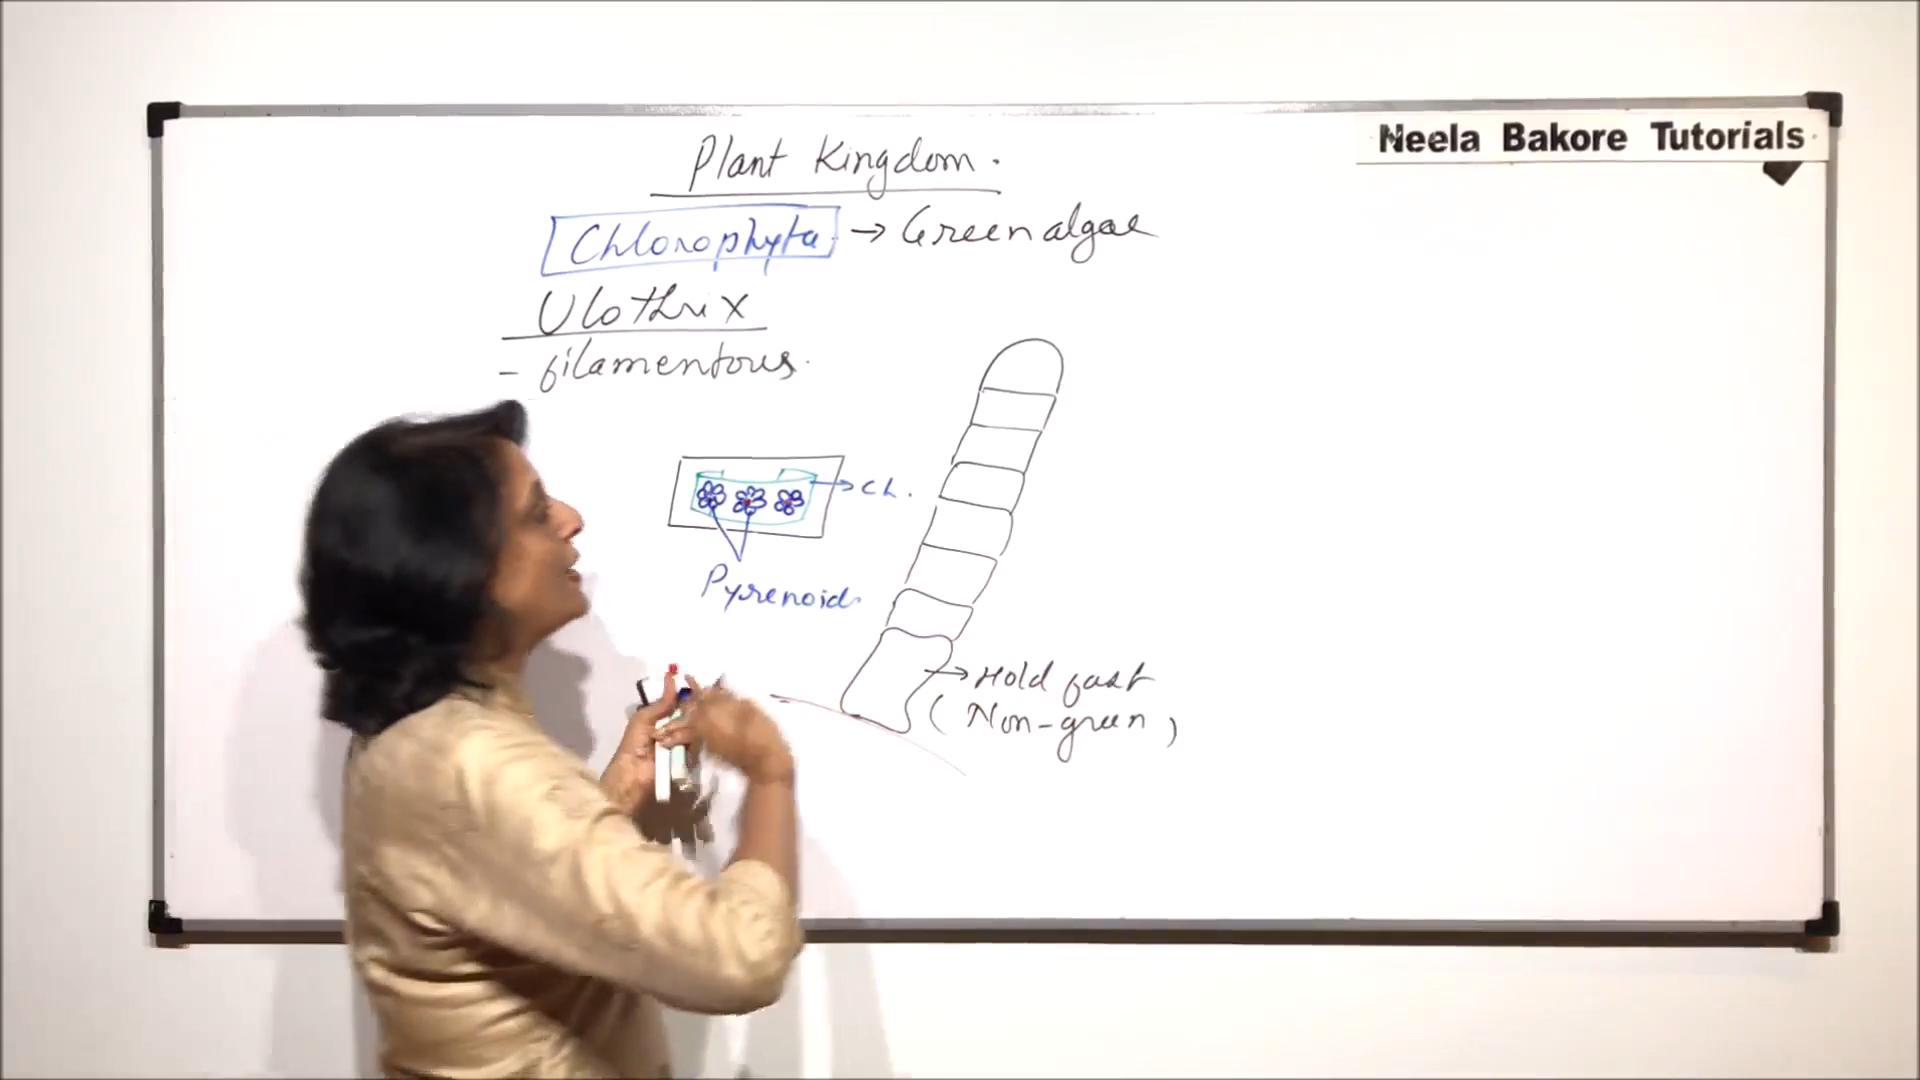 Neela Bakore Tutorials
Plant Kingdom.
Chlorophyta → Green algae
Ulothrix
- filamentous.
→ Ch.
Pyrenoid
→ Hold fast
(Non-green)